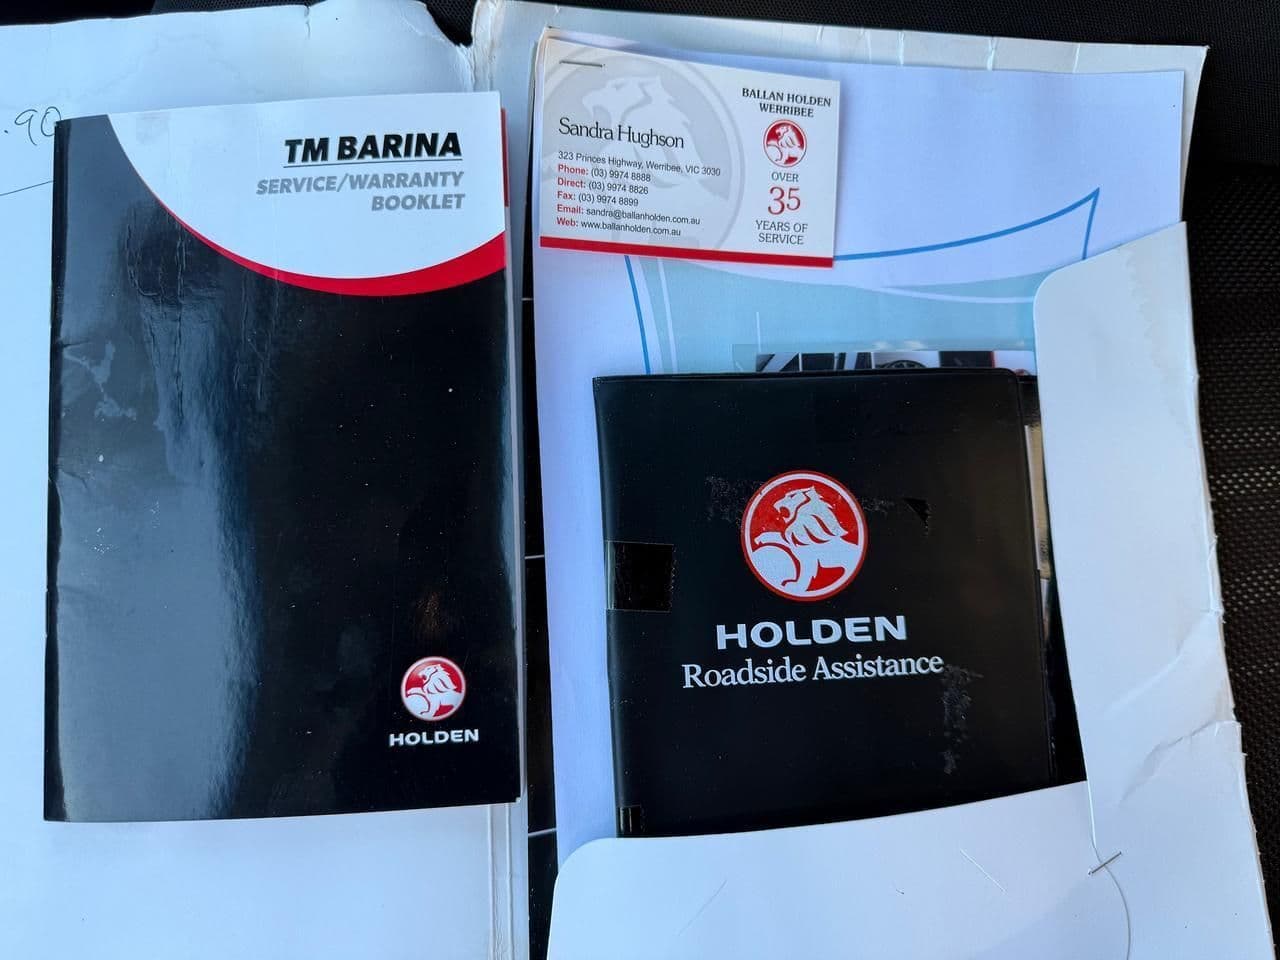 .90
TM BARINA
SERVICE/WARRANTY
BOOKLET
HOLDEN
Sandra Hughson
323 Princes Highway, Werribee, VIC 3030
Phone: (03) 9974 8888
Direct: (03) 9974 8826
Fax: (03) 9974 8899
Email: sandra@ballanholden.com.au
Web: www.ballanholden.com.au
BALLAN HOLDEN
WERRIBEE
OVER
35
YEARS OF
SERVICE
HOLDEN
Roadside Assistance